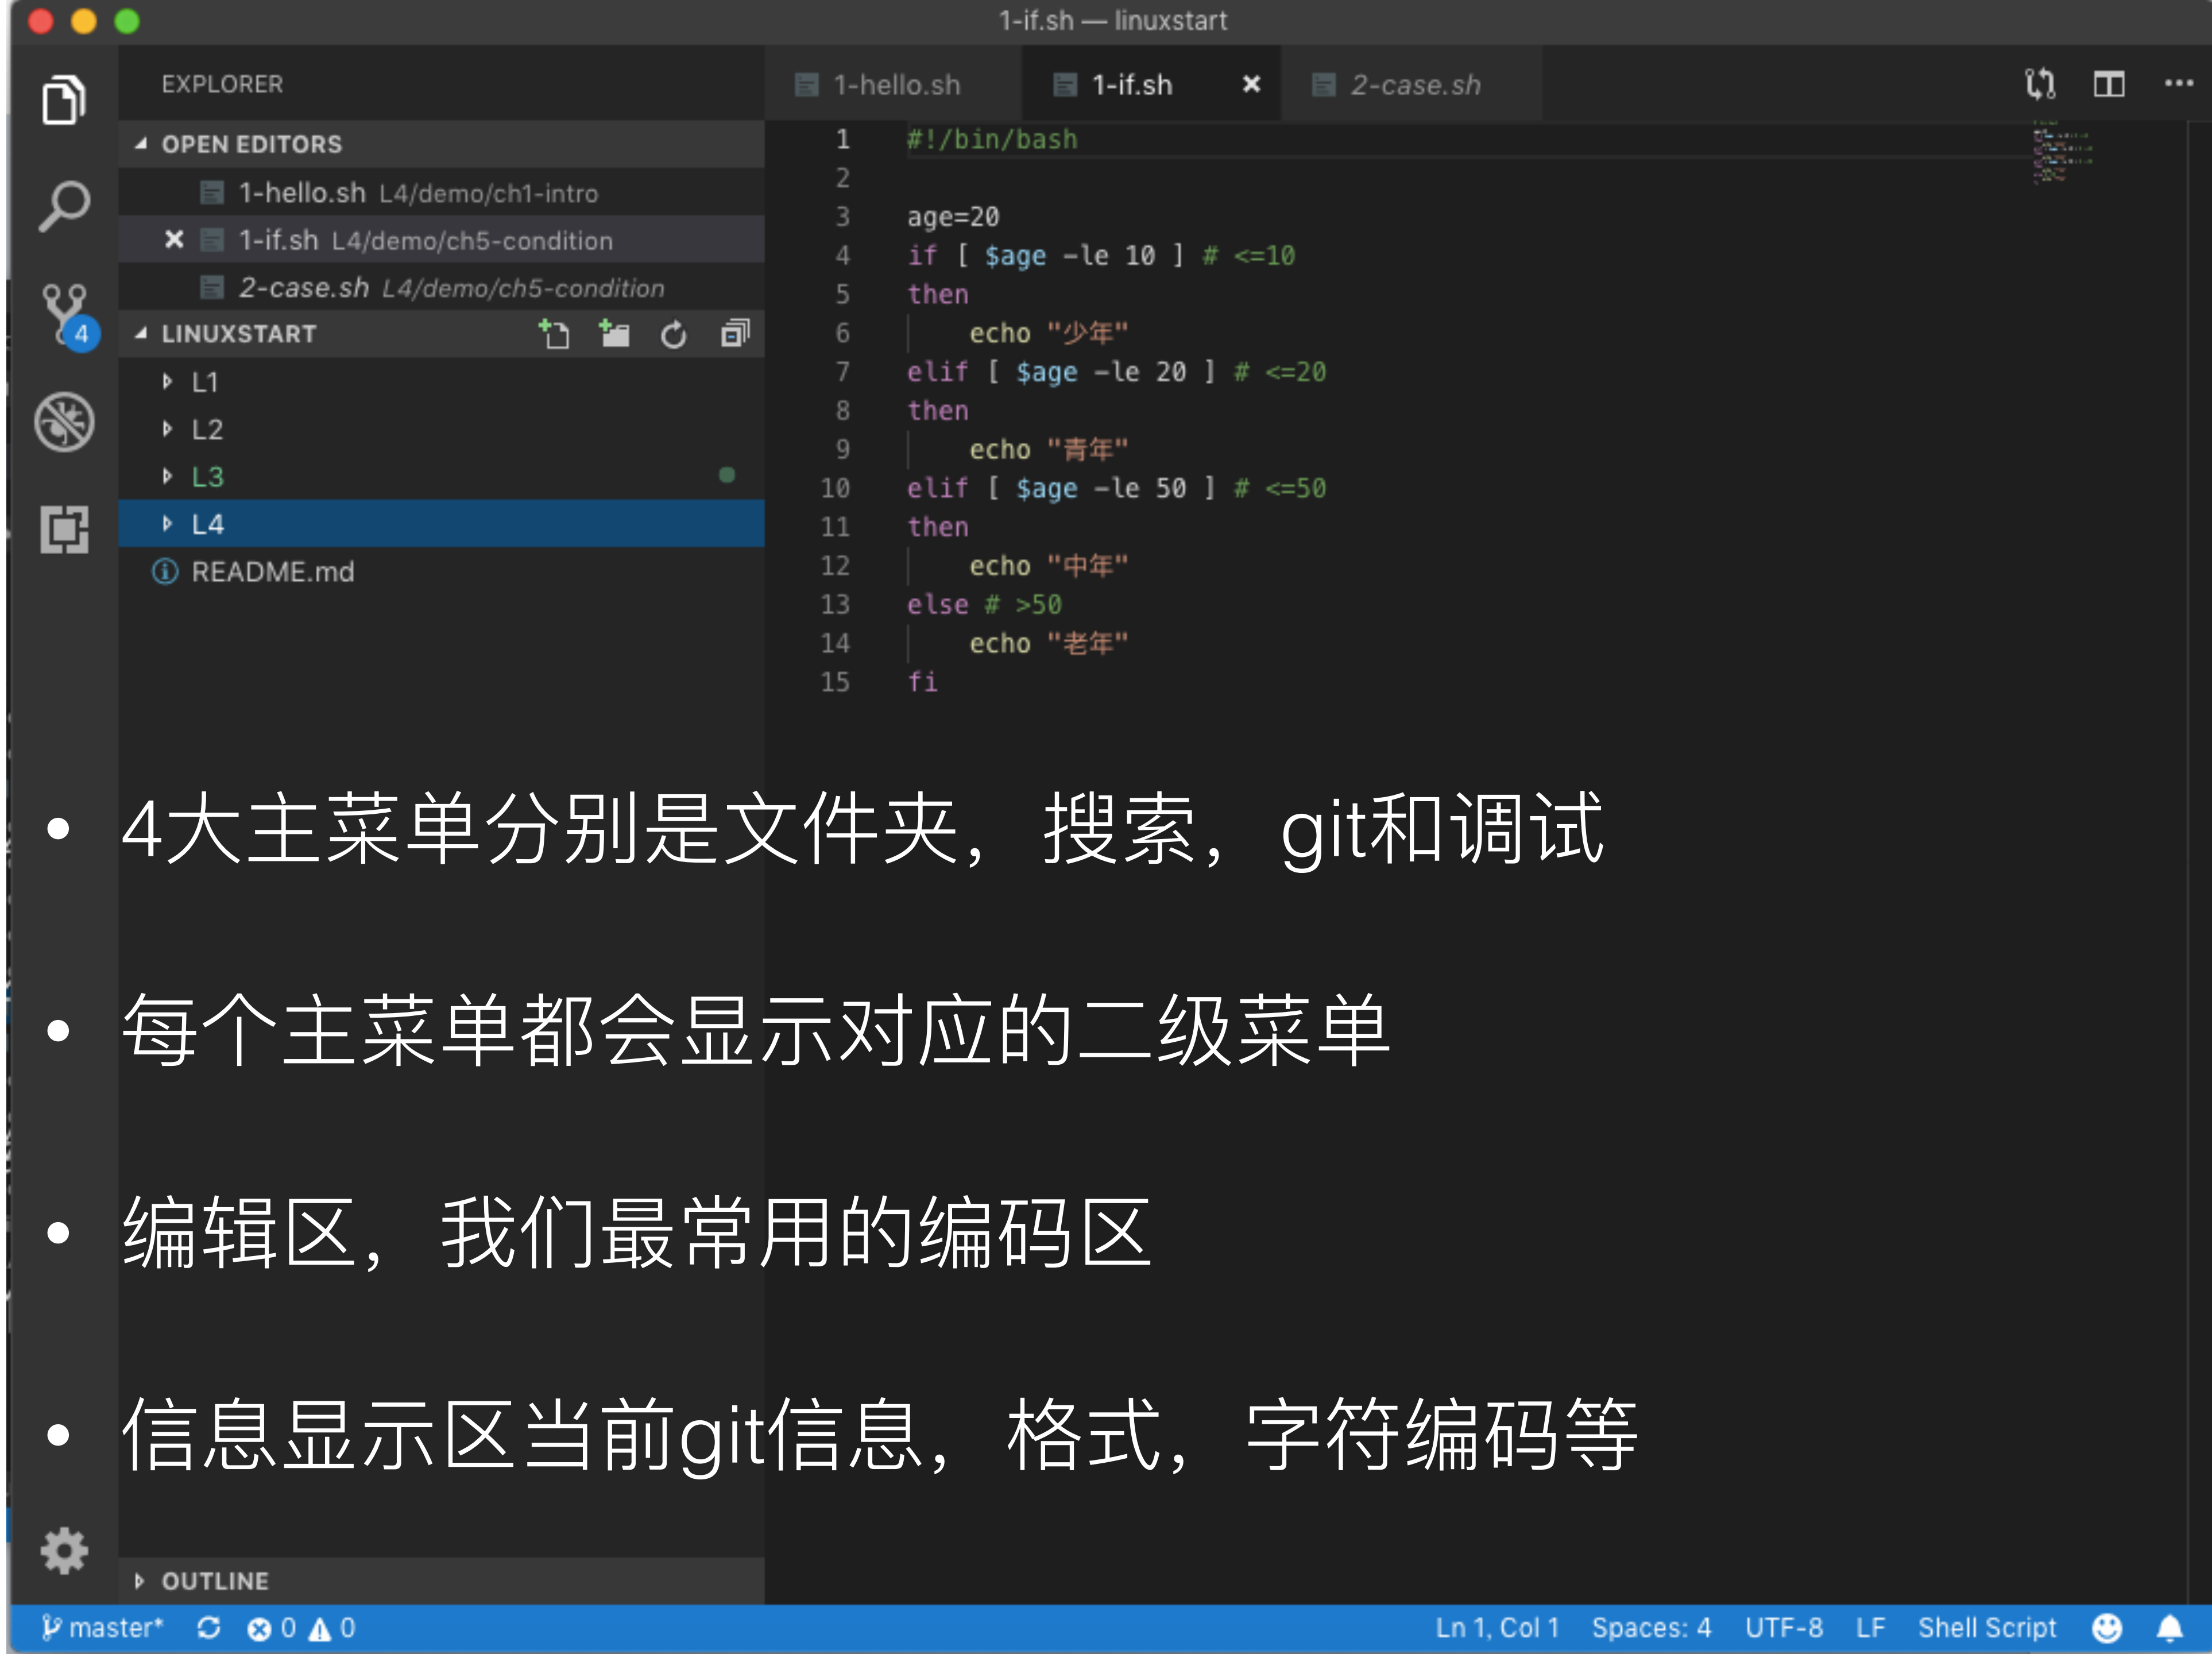 1-if.sh — linuxstart
EXPLORER
OPEN EDITORS
1-hello.sh L4/demo/ch1-intro
1-if.sh L4/demo/ch5-condition
2-case.sh L4/demo/ch5-condition
4
LINUXSTART
L1
L2
L3
L4
README.md
1-hello.sh
1-if.sh
2-case.sh
1 #!/bin/bash
2
3 age=20
4 if [ $age -le 10 ] # <=10
5 then
6 echo "少年"
7 elif [ $age -le 20 ] # <=20
8 then
9 echo "青年"
10 elif [ $age -le 50 ] # <=50
11 then
12 echo "中年"
13 else # >50
14 echo "老年"
15 fi
• 4大主菜单分别是文件夹，搜索，git和调试
• 每个主菜单都会显示对应的二级菜单
• 编辑区，我们最常用的编码区
• 信息显示区当前git信息，格式，字符编码等
OUTLINE
master* 0 0 Ln 1, Col 1 Spaces: 4 UTF-8 LF Shell Script